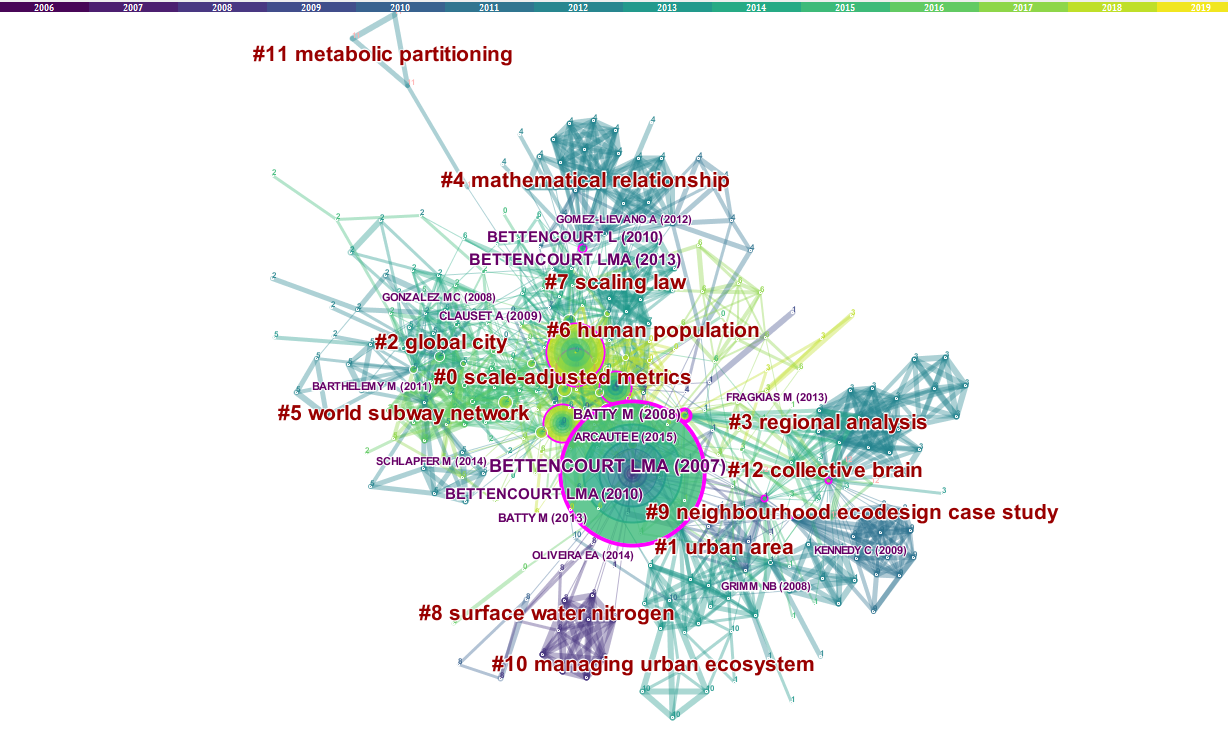 2006 2007 2008 2009 2010 2011 2012 2013 2014 2015 2016 2017 2018 2019
#11 metabolic partitioning
#4 mathematical relationship
GOMEZ-LIEVANO A (2012)
BETTENCOURT L (2010)
BETTENCOURT LMA (2013)
#7 scaling law
GONZALEZ MC (2008)
CLAUSET A (2009)
#6 human population
#2 global city
#0 scale-adjusted metrics
BARTHELEMY M (2011)
FRAGKIAS M (2013)
#5 world subway network
BATTY M (2008)
#3 regional analysis
ARCAUTE E (2015)
SCHLAPFER M (2014)
BETTENCOURT LMA (2007)
#12 collective brain
BETTENCOURT LMA (2010)
#9 neighbourhood ecodesign case study
BATTY M (2013)
#1 urban area
KENNEDY C (2009)
OLIVEIRA EA (2014)
GRIMM NB (2008)
#8 surface water nitrogen
#10 managing urban ecosystem